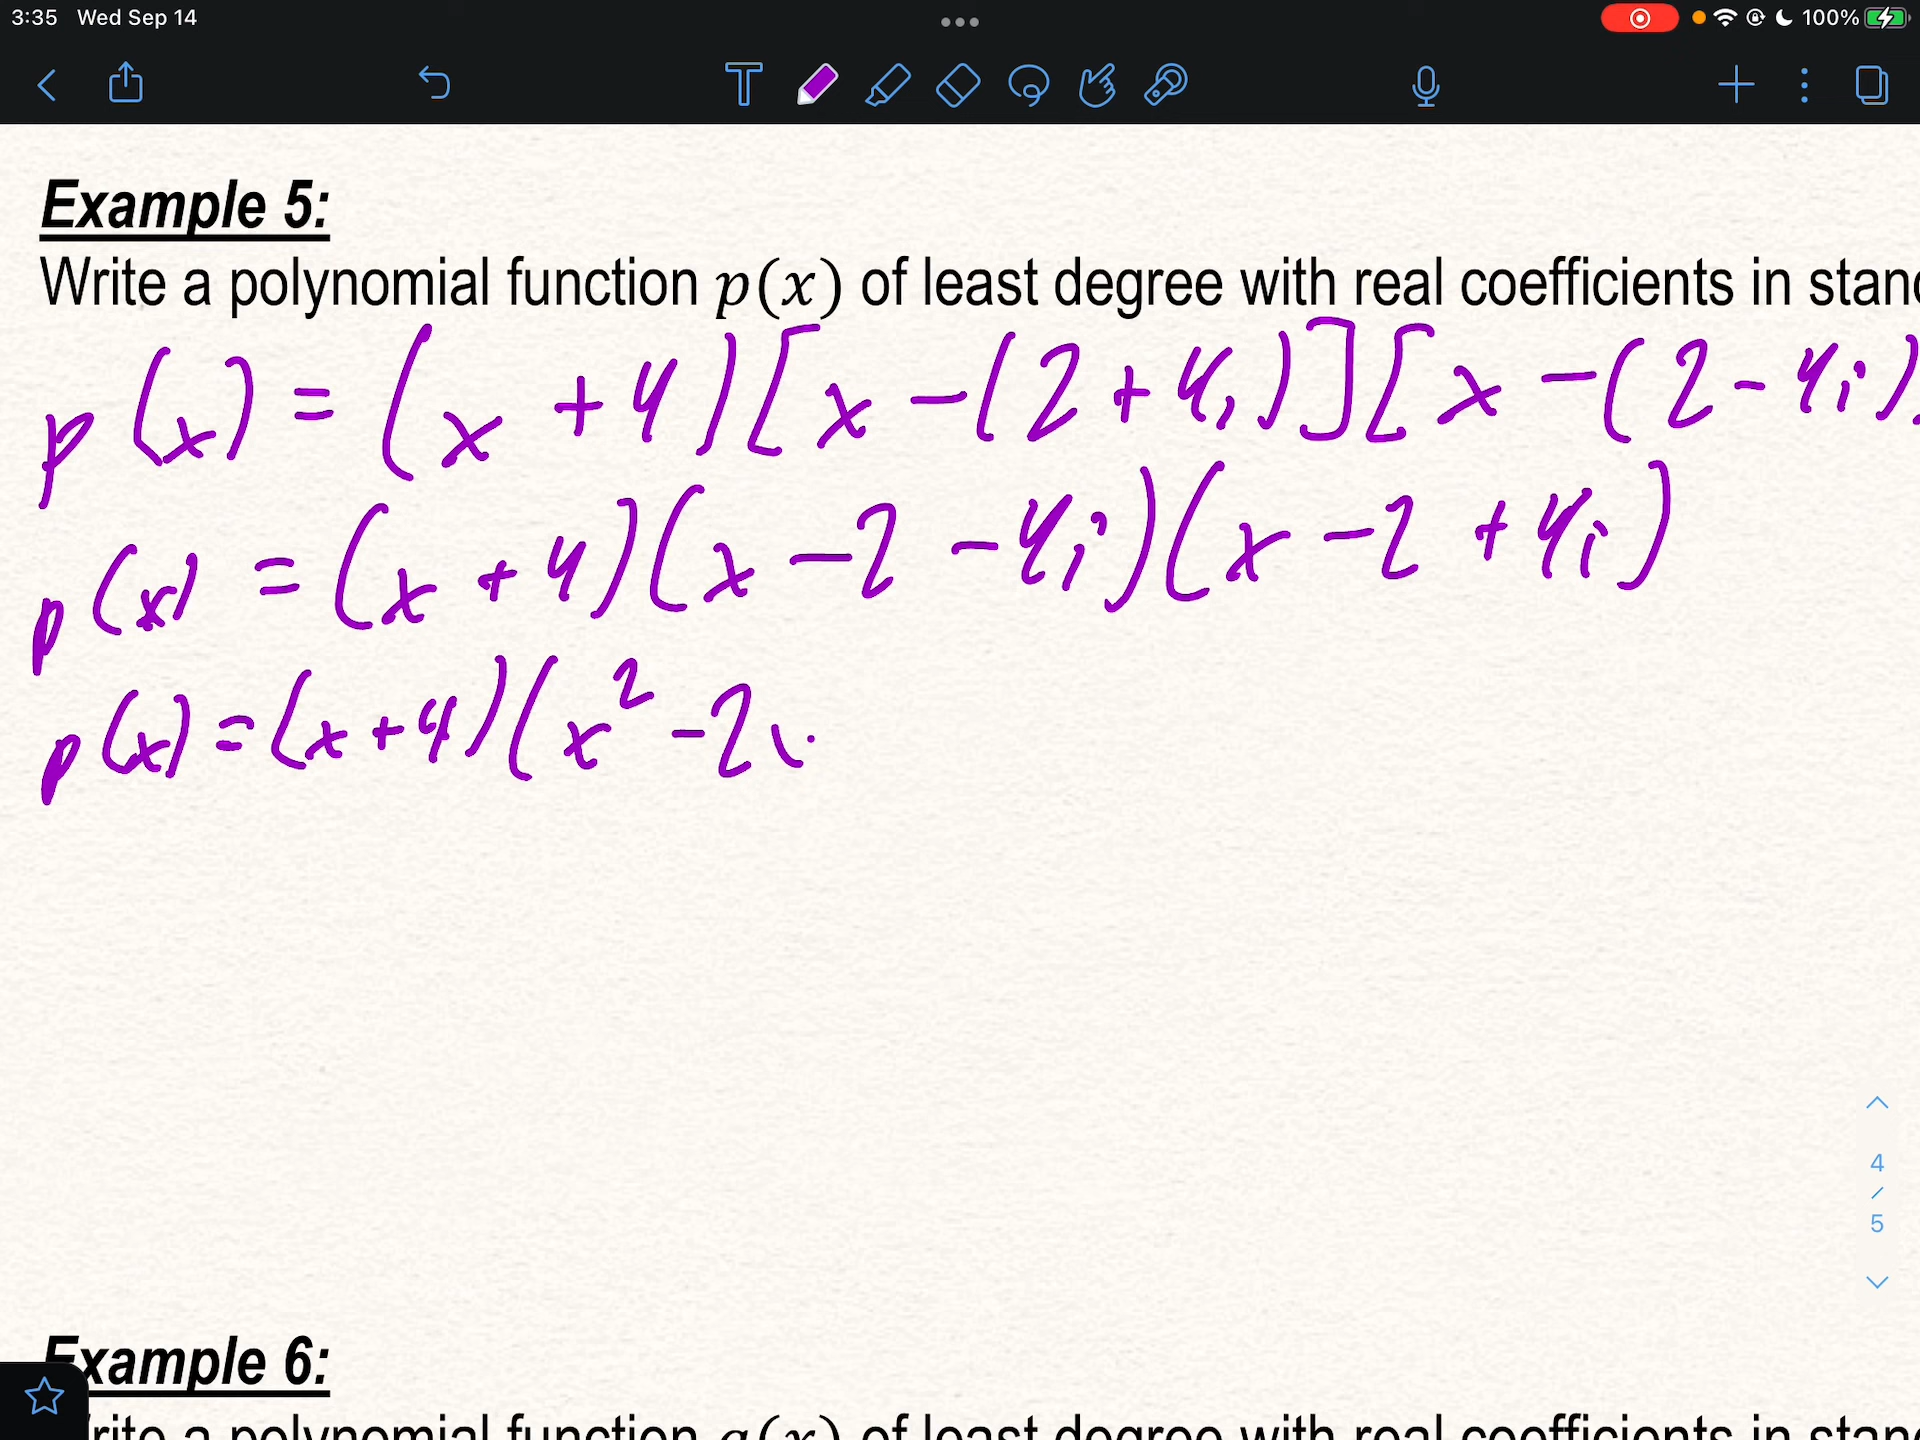 3:35 Wed Sep 14
100%
Example 5:
Write a polynomial function p(x) of least degree with real coefficients in stand
p(x) = (x + 4)[x - (2 + 4i)][x - (2 - 4i)
p(x) = (x + 4)(x - 2 - 4i)(x - 2 + 4i)
p(x) = (x + 4)(x² - 2
4
/
5
Example 6:
rite a polynomial function q(x) of least degree with real coefficients in stand